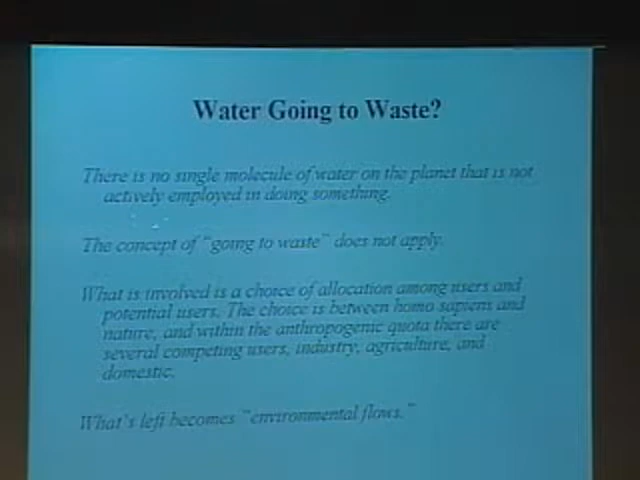 Water Going to Waste?
There is no single molecule of water on the planet that is not
actively employed in doing something.
The concept of "going to waste" does not apply.
What is involved is a choice of allocation among users and
potential users. The choice is between homo sapiens and
nature, and within the anthropogenic quota there are
several competing users, industry, agriculture, and
domestic.
What's left becomes "environmental flows."